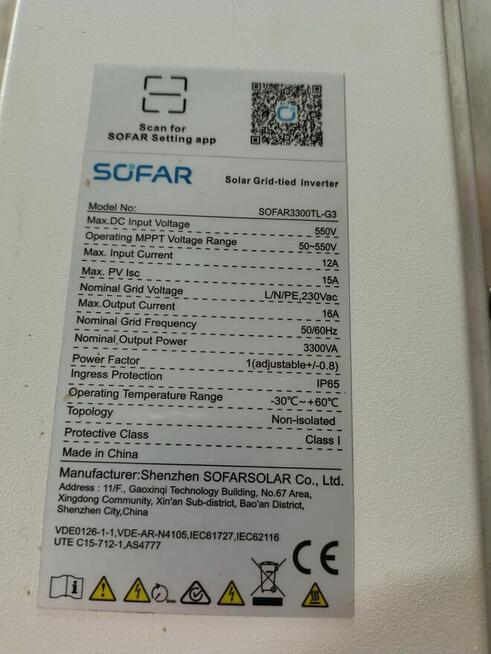 Scan for
SOFAR Setting app
SOFAR
Solar Grid-tied Inverter
Model No: SOFAR3300TL-G3
Max.DC Input Voltage 550V
Operating MPPT Voltage Range 50~550V
Max. Input Current 12A
Max. PV Isc 15A
Nominal Grid Voltage L/N/PE,230Vac
Max.Output Current 16A
Nominal Grid Frequency 50/60Hz
Nominal Output Power 3300VA
Power Factor 1(adjustable+/-0.8)
Ingress Protection IP65
Operating Temperature Range -30℃~+60℃
Topology Non-isolated
Protective Class Class I
Made in China
Manufacturer:Shenzhen SOFARSOLAR Co., Ltd.
Address : 11/F., Gaoxinqi Technology Building, No.67 Area,
Xingdong Community, Xin'an Sub-district, Bao'an District,
Shenzhen City,China
VDE0126-1-1,VDE-AR-N4105,IEC61727,IEC62116
UTE C15-712-1,AS4777
CE